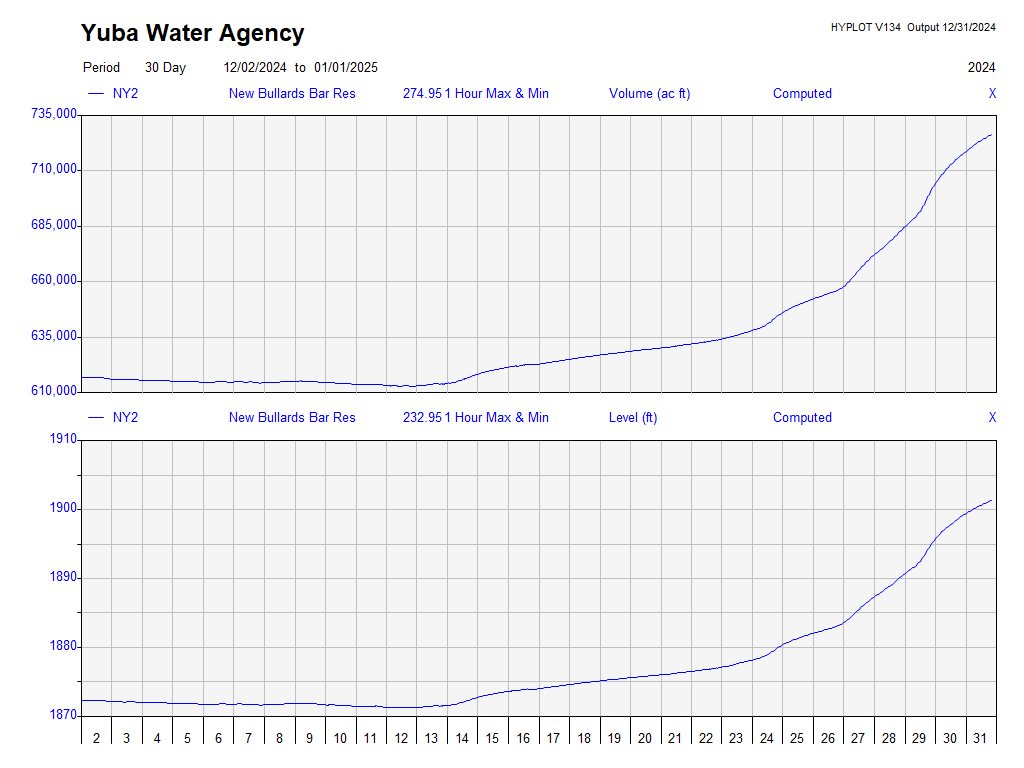 Yuba Water Agency
HYPLOT V134 Output 12/31/2024
Period 30 Day 12/02/2024 to 01/01/2025 2024
NY2 New Bullards Bar Res 274.95 1 Hour Max & Min Volume (ac ft) Computed X
735,000
710,000
685,000
660,000
635,000
610,000
NY2 New Bullards Bar Res 232.95 1 Hour Max & Min Level (ft) Computed X
1910
1900
1890
1880
1870
2 3 4 5 6 7 8 9 10 11 12 13 14 15 16 17 18 19 20 21 22 23 24 25 26 27 28 29 30 31